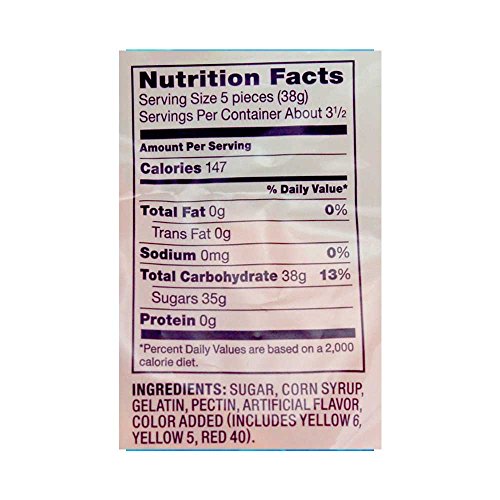 Nutrition Facts
Serving Size 5 pieces (38g)
Servings Per Container About 3½
Amount Per Serving
Calories 147
% Daily Value*
Total Fat 0g 0%
Trans Fat 0g
Sodium 0mg 0%
Total Carbohydrate 38g 13%
Sugars 35g
Protein 0g
*Percent Daily Values are based on a 2,000
calorie diet.
INGREDIENTS: SUGAR, CORN SYRUP,
GELATIN, PECTIN, ARTIFICIAL FLAVOR,
COLOR ADDED (INCLUDES YELLOW 6,
YELLOW 5, RED 40).